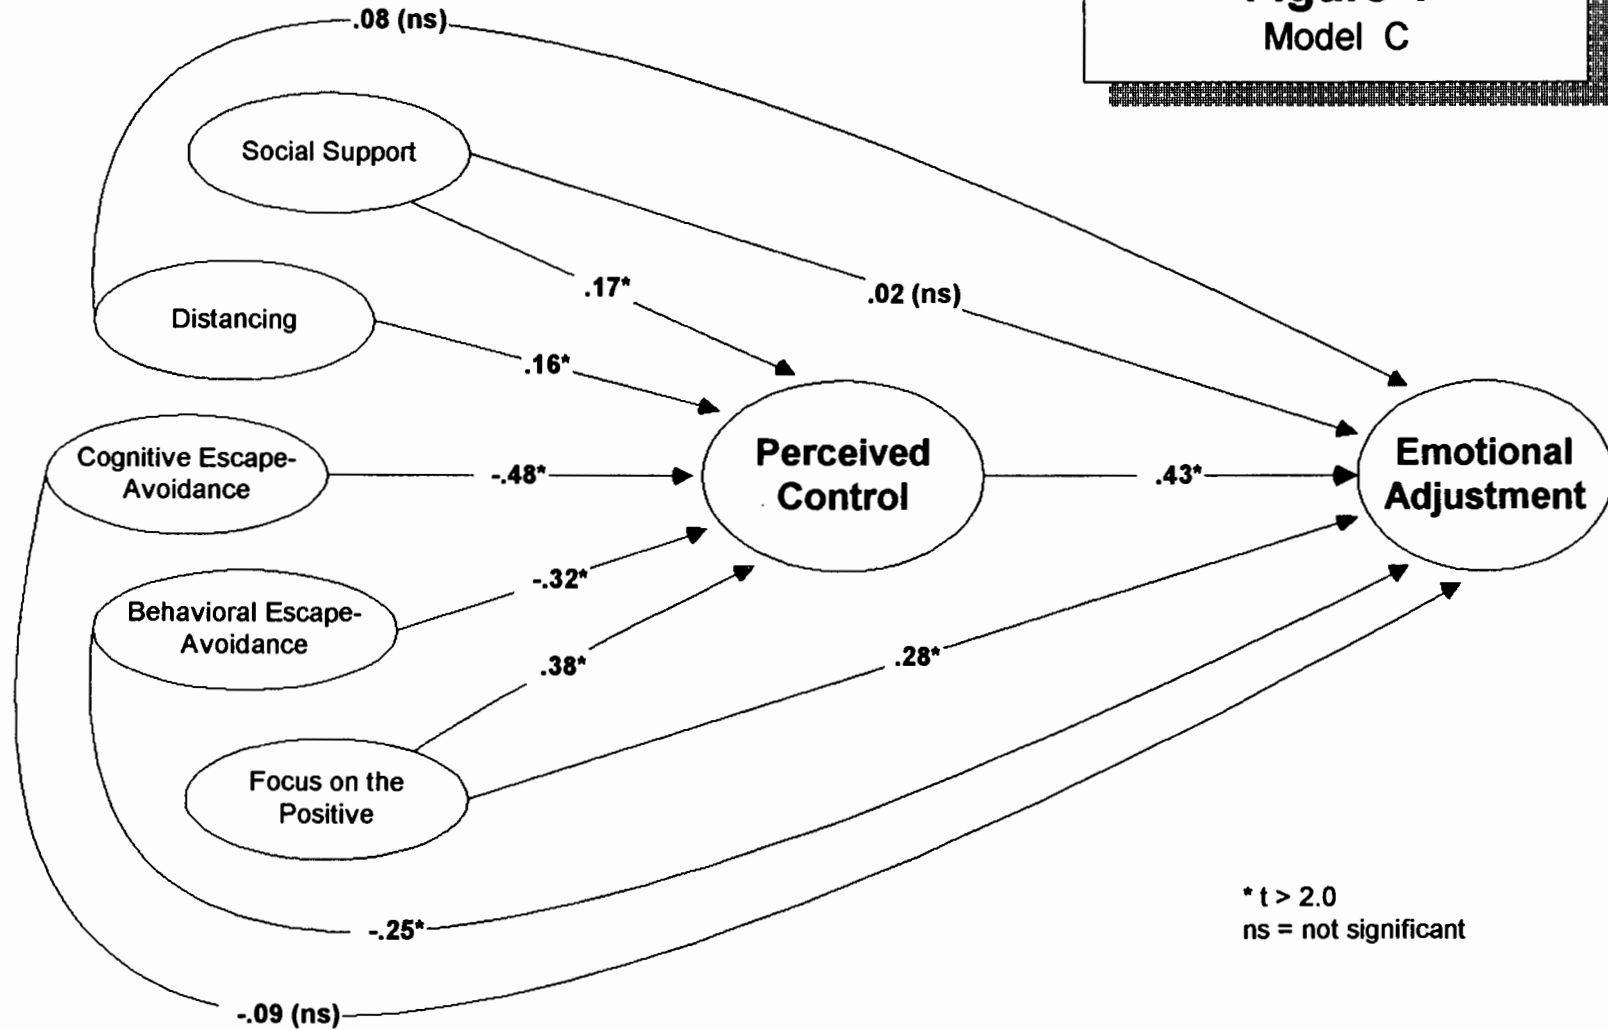 Model C
.08 (ns)
Social Support
.17*
.02 (ns)
Distancing
.16*
Cognitive Escape-
Avoidance
-.48*
Perceived
Control
.43*
Emotional
Adjustment
Behavioral Escape-
Avoidance
-.32*
.38*
.28*
Focus on the
Positive
-.25*
-.09 (ns)
* t > 2.0
ns = not significant